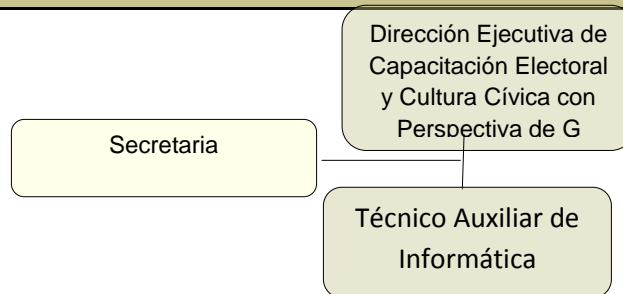 Dirección Ejecutiva de
Capacitación Electoral
y Cultura Cívica con
Perspectiva de G
Secretaria
Técnico Auxiliar de
Informática